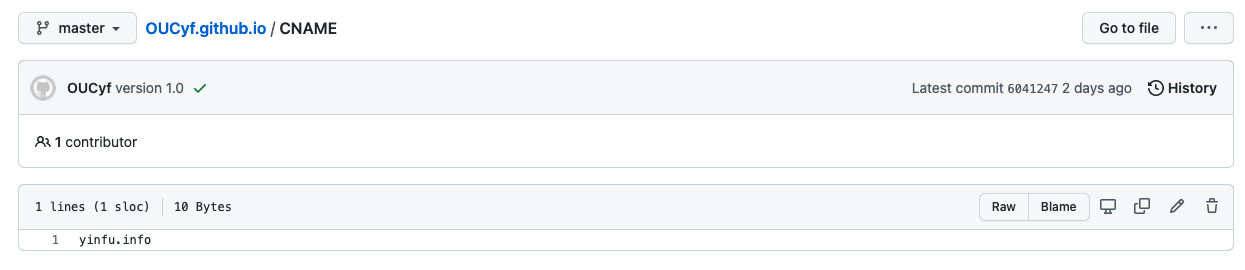 master OUCyf.github.io / CNAME Go to file ...
OUCyf version 1.0 Latest commit 6041247 2 days ago History
1 contributor
1 lines (1 sloc) 10 Bytes Raw Blame
1 yinfu.info